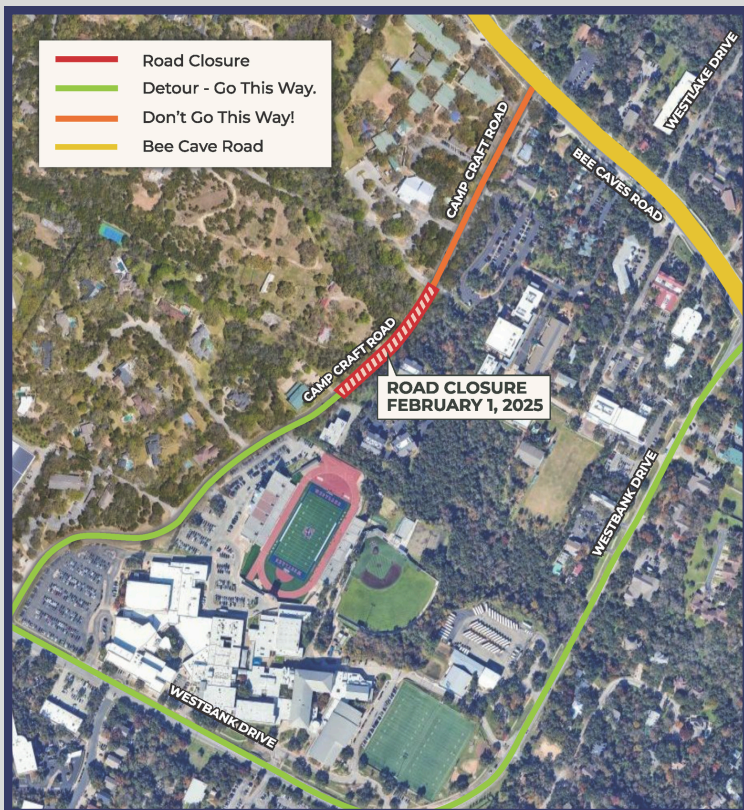 Road Closure
Detour - Go This Way.
Don't Go This Way!
Bee Cave Road
WESTLAKE DRIVE
CAMP CRAFT ROAD
BEE CAVES ROAD
CAMP CRAFT ROAD
ROAD CLOSURE
FEBRUARY 1, 2025
WESTBANK DRIVE
WESTBANK DRIVE